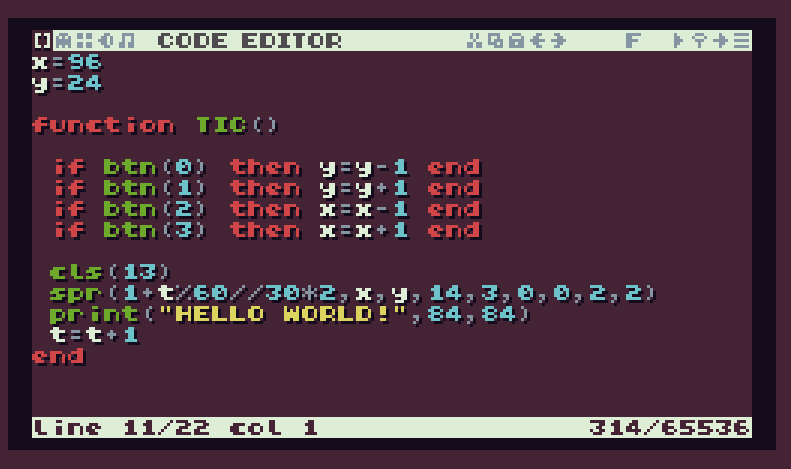 CODE EDITOR F
x=96
y=24
function TIC()
if btn(0) then y=y-1 end
if btn(1) then y=y+1 end
if btn(2) then x=x-1 end
if btn(3) then x=x+1 end
cls(13)
spr(1+t%60//30*2,x,y,14,3,0,0,2,2)
print("HELLO WORLD!",84,84)
t=t+1
end
line 11/22 col 1 314/65536